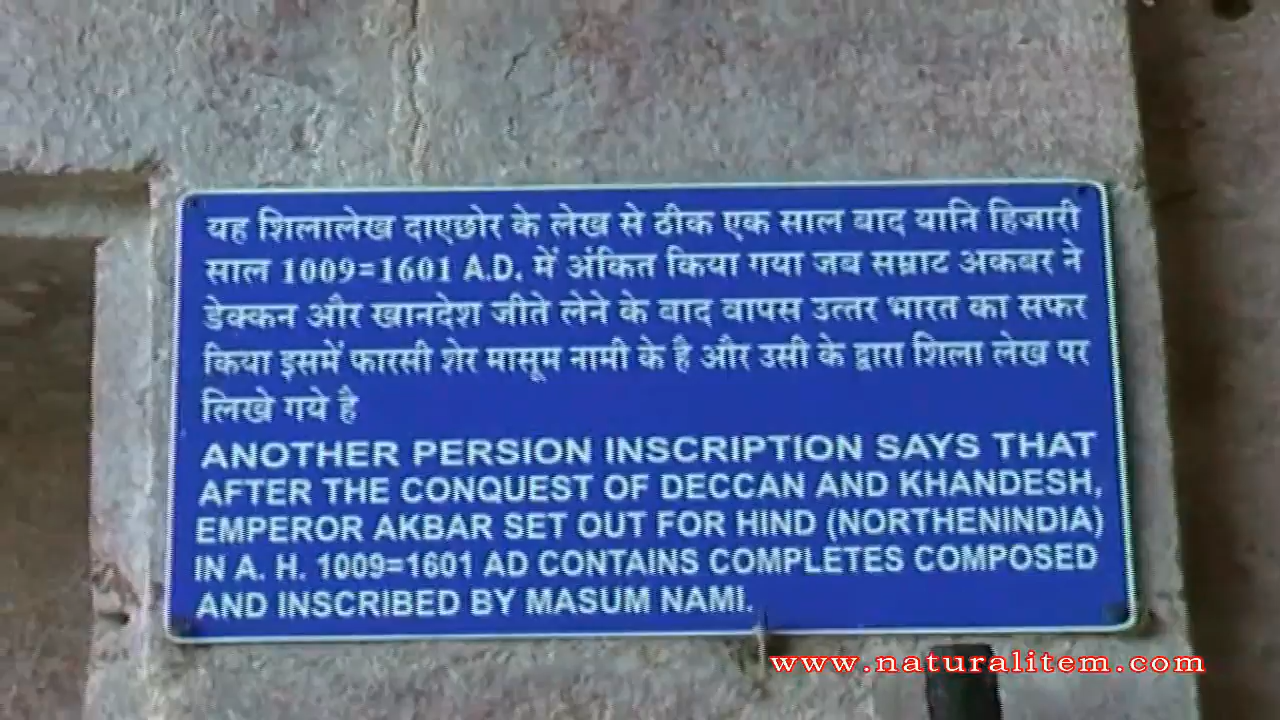 यह शिलालेख दाएछोर के लेख से ठीक एक साल बाद यानि हिजारी
साल 1009=1601 A.D. में अंकित किया गया जब सम्राट अकबर ने
डेक्कन और खानदेश जीते लेने के बाद वापस उत्तर भारत का सफर
किया इसमें फारसी शेर मासूम नामी के है और उसी के द्वारा शिला लेख पर
लिखे गये है
ANOTHER PERSION INSCRIPTION SAYS THAT
AFTER THE CONQUEST OF DECCAN AND KHANDESH,
EMPEROR AKBAR SET OUT FOR HIND (NORTHENINDIA)
IN A. H. 1009=1601 AD CONTAINS COMPLETES COMPOSED
AND INSCRIBED BY MASUM NAMI.
www.naturalitem.com